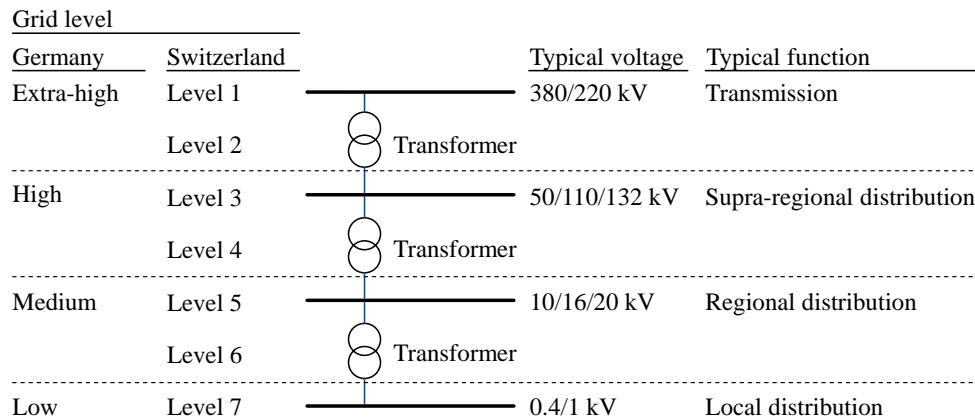 Grid level
Germany Switzerland Typical voltage Typical function
Extra-high Level 1 380/220 kV Transmission
Level 2 Transformer
High Level 3 50/110/132 kV Supra-regional distribution
Level 4 Transformer
Medium Level 5 10/16/20 kV Regional distribution
Level 6 Transformer
Low Level 7 0.4/1 kV Local distribution